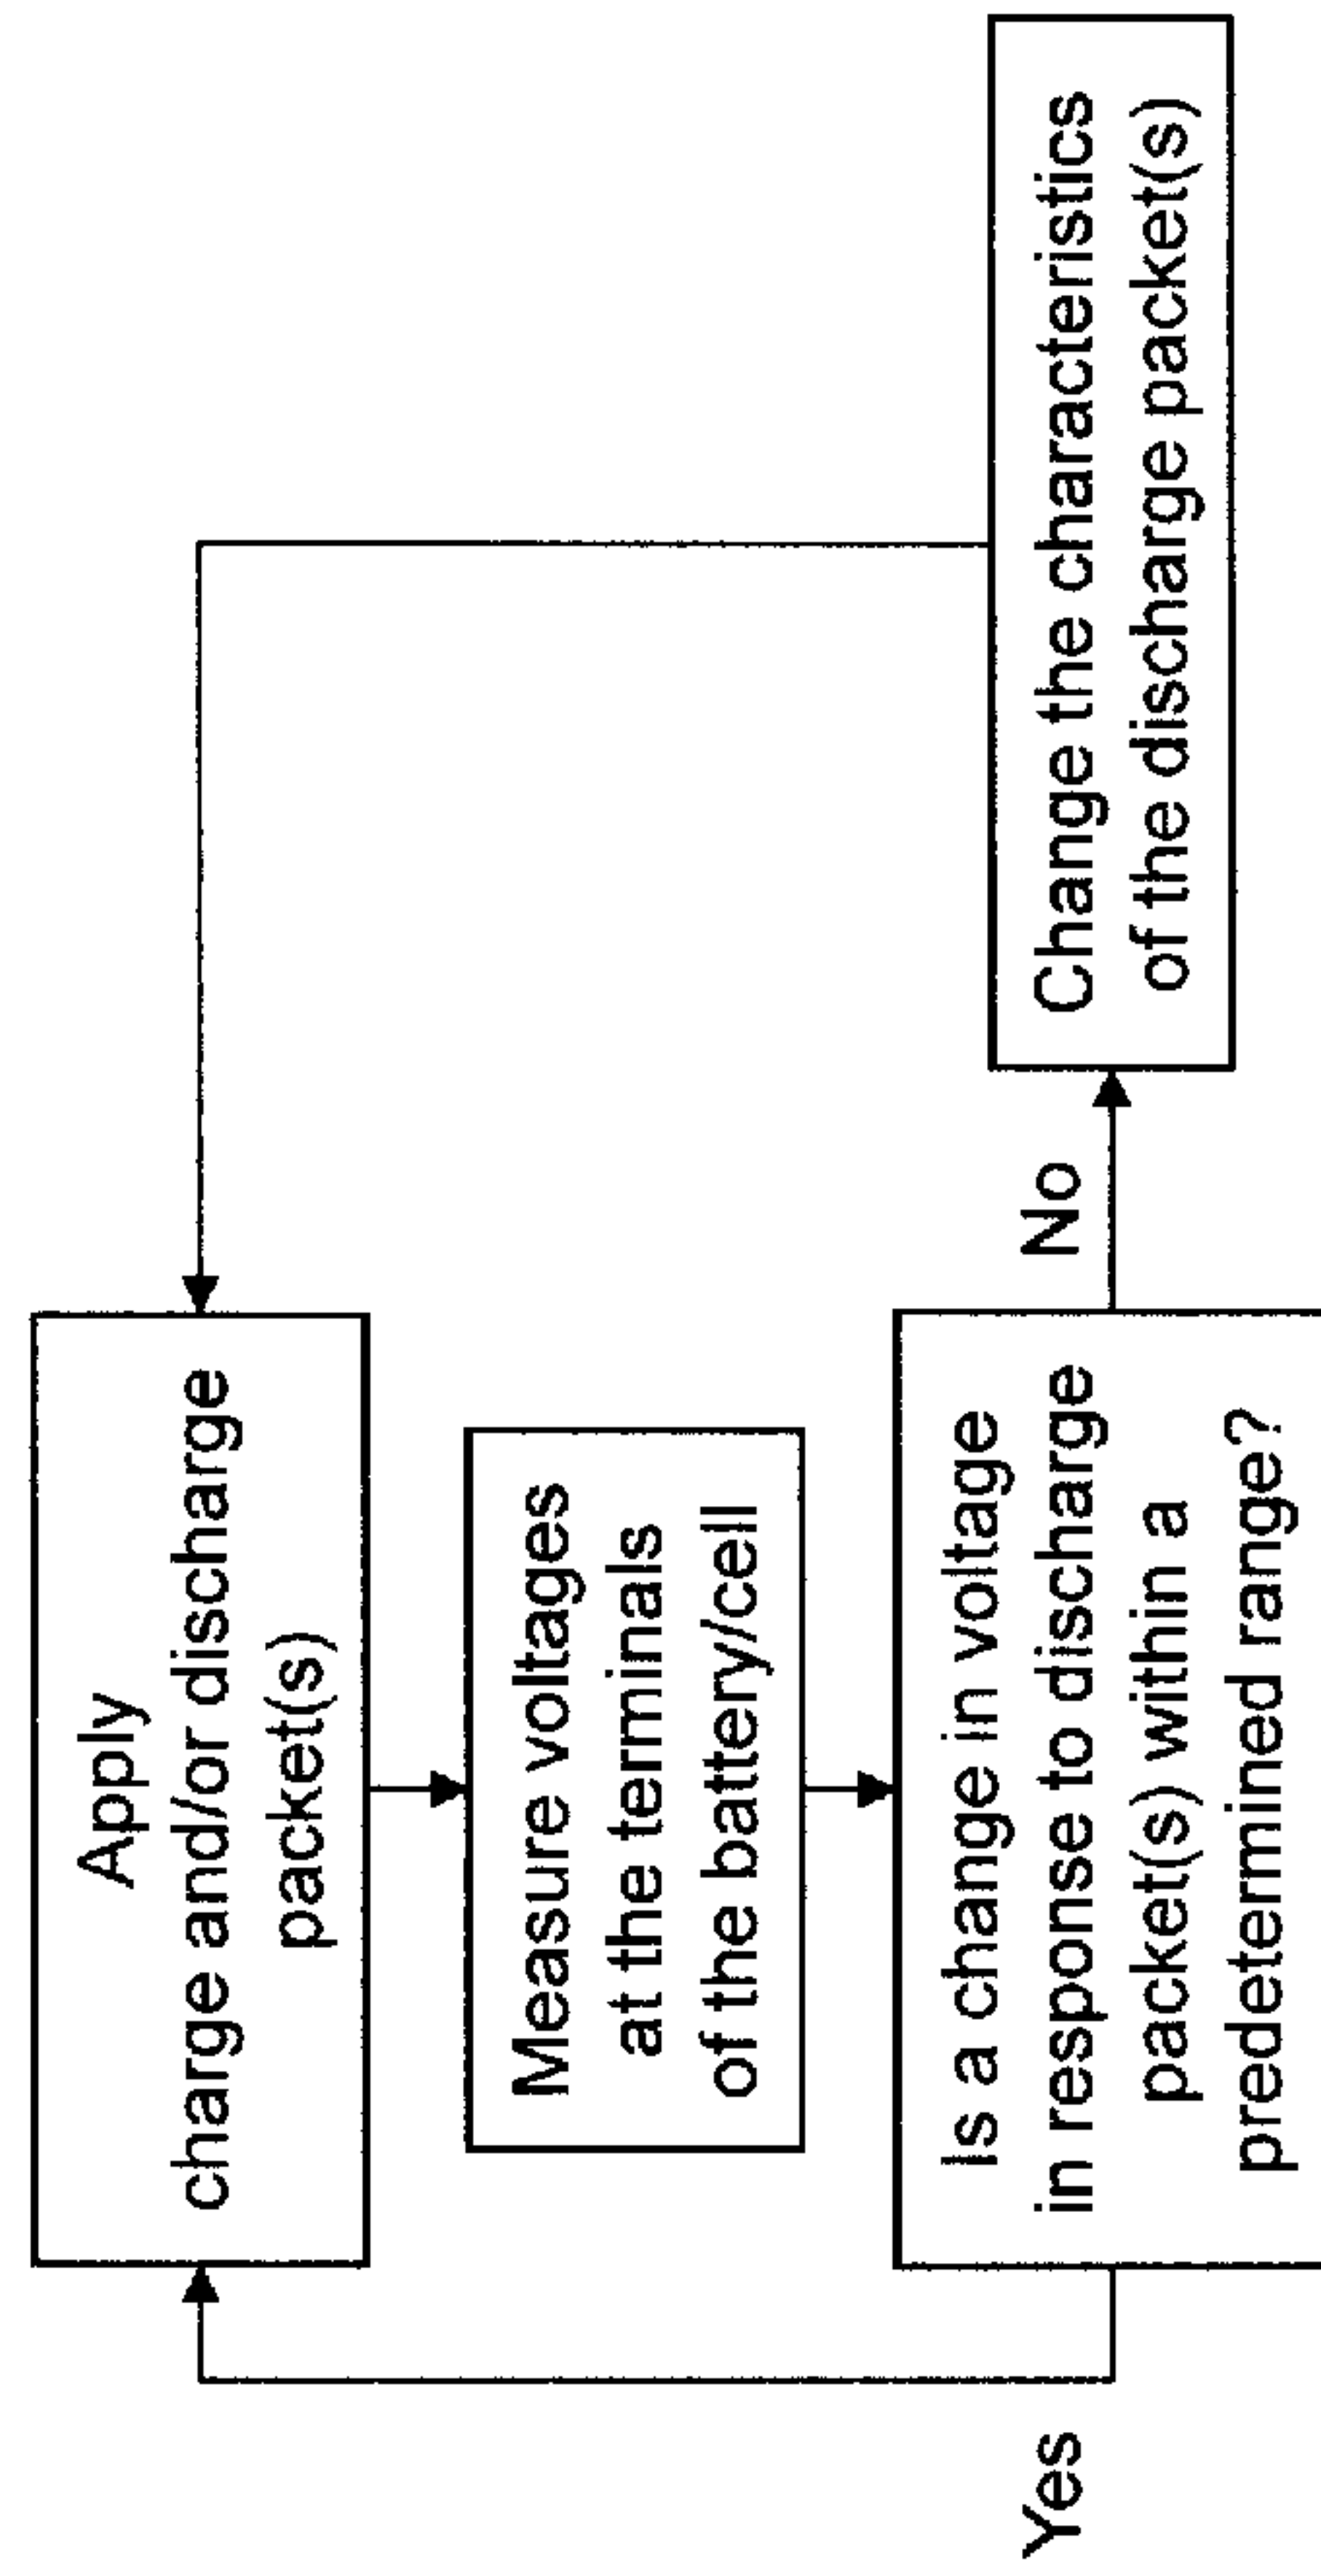 Apply
charge and/or discharge
packet(s)
Measure voltages
at the terminals
of the battery/cell
Is a change in voltage
in response to discharge
packet(s) within a
predetermined range?
Yes
No
Change the characteristics
of the discharge packet(s)